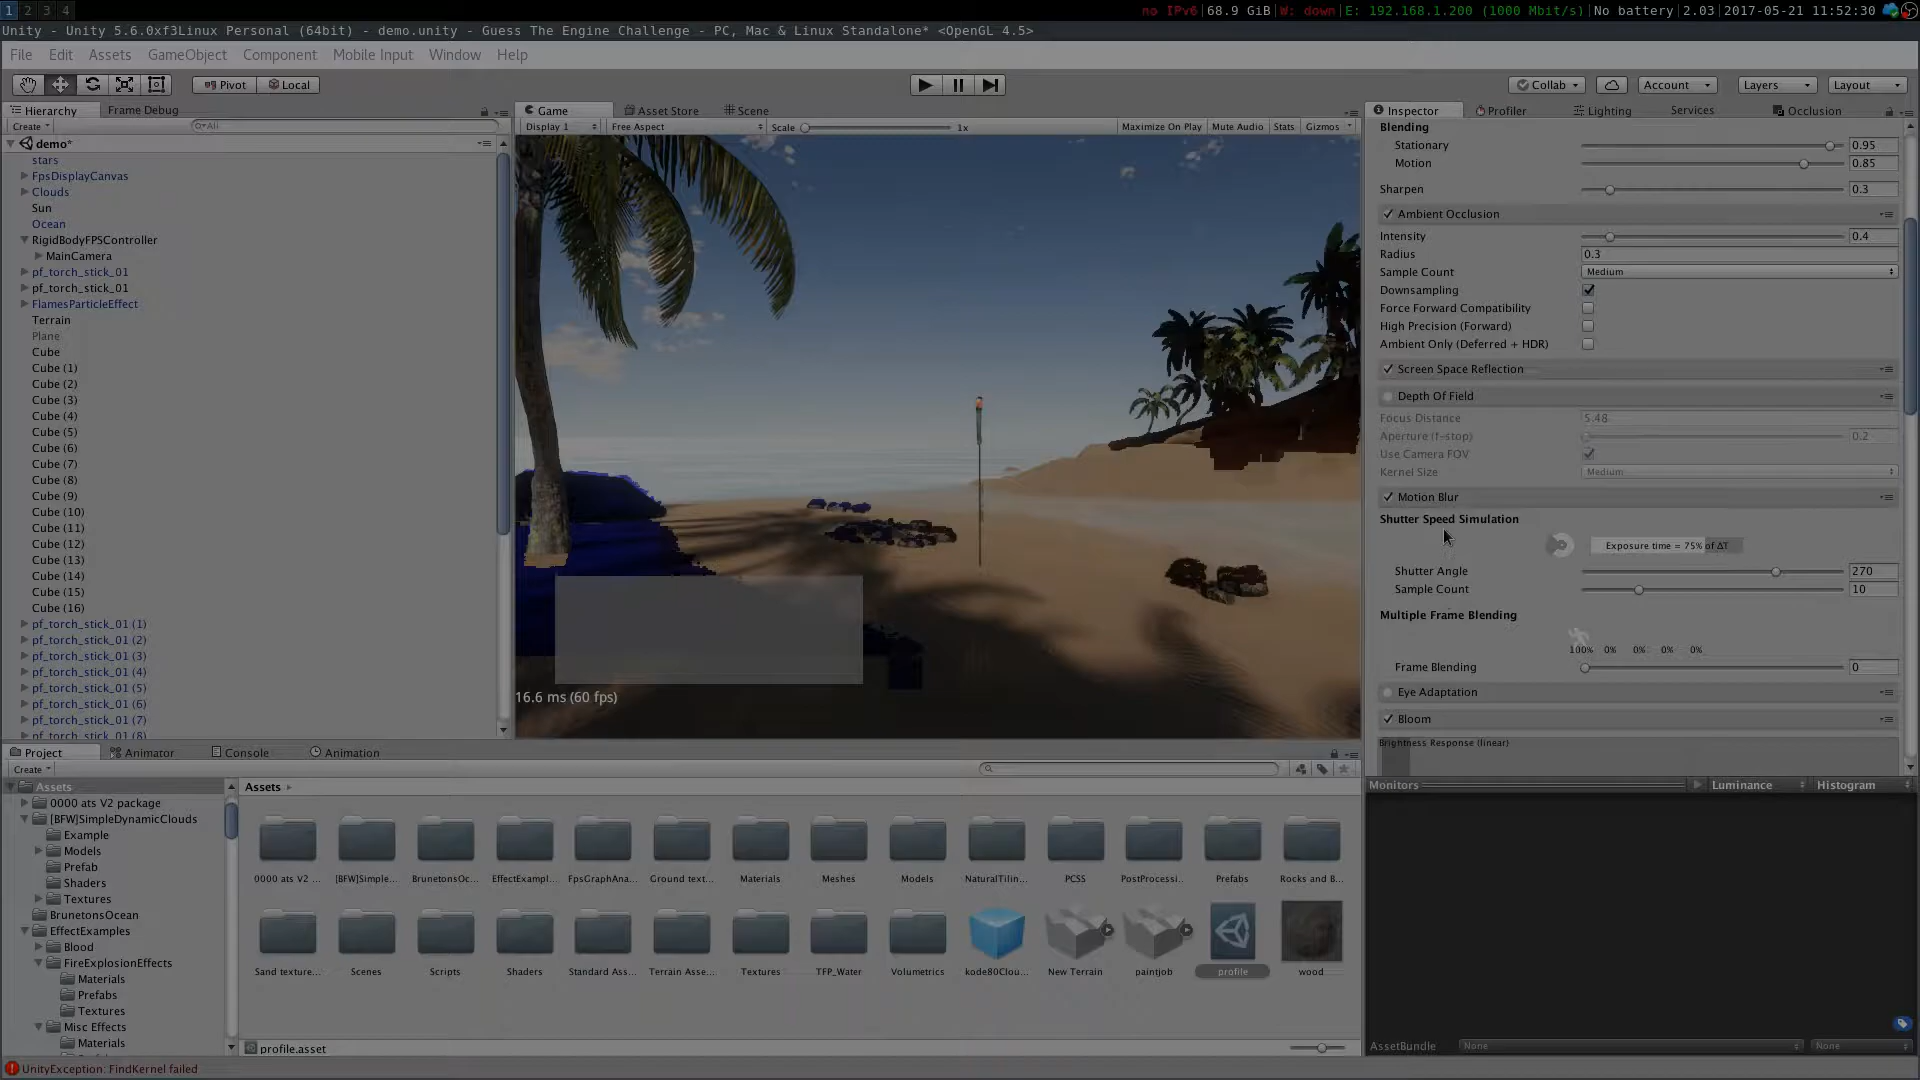 1 2 3 4
no IPv6|68.9 GiB|W: down|E: 192.168.1.200 (1000 Mbit/s)|No battery|2.03|2017-05-21 11:52:30
Unity - Unity 5.6.0xf3Linux Personal (64bit) - demo.unity - Guess The Engine Challenge - PC, Mac & Linux Standalone* <OpenGL 4.5>
File Edit Assets GameObject Component Mobile Input Window Help
Pivot Local
Collab Account Layers Layout
Hierarchy Frame Debug
Create All
demo*
stars
FpsDisplayCanvas
Clouds
Sun
Ocean
RigidBodyFPSController
MainCamera
pf_torch_stick_01
pf_torch_stick_01
FlamesParticleEffect
Terrain
Plane
Cube
Cube (1)
Cube (2)
Cube (3)
Cube (4)
Cube (5)
Cube (6)
Cube (7)
Cube (8)
Cube (9)
Cube (10)
Cube (11)
Cube (12)
Cube (13)
Cube (14)
Cube (15)
Cube (16)
pf_torch_stick_01 (1)
pf_torch_stick_01 (2)
pf_torch_stick_01 (3)
pf_torch_stick_01 (4)
pf_torch_stick_01 (5)
pf_torch_stick_01 (6)
pf_torch_stick_01 (7)
pf_torch_stick_01 (8)
Game Asset Store Scene
Display 1 Free Aspect Scale 1x Maximize On Play Mute Audio Stats Gizmos
16.6 ms (60 fps)
Inspector Profiler Lighting Services Occlusion
Blending
Stationary 0.95
Motion 0.85
Sharpen 0.3
Ambient Occlusion
Intensity 0.4
Radius 0.3
Sample Count Medium
Downsampling
Force Forward Compatibility
High Precision (Forward)
Ambient Only (Deferred + HDR)
Screen Space Reflection
Depth Of Field
Focus Distance 5.48
Aperture (f-stop) 0.2
Use Camera FOV
Kernel Size Medium
Motion Blur
Shutter Speed Simulation
Exposure time = 75% of ΔT
Shutter Angle 270
Sample Count 10
Multiple Frame Blending
100% 0% 0% 0% 0%
Frame Blending 0
Eye Adaptation
Bloom
Brightness Response (linear)
Monitors Luminance Histogram
AssetBundle None None
Project Animator Console Animation
Create
Assets
0000 ats V2 package
[BFW]SimpleDynamicClouds
Example
Models
Prefab
Shaders
Textures
BrunetonsOcean
EffectExamples
Blood
FireExplosionEffects
Materials
Prefabs
Textures
Misc Effects
Materials
Assets
0000 ats V2 ... [BFW]Simple... BrunetonsOc... EffectExampl... FpsGraphAna... Ground text... Materials Meshes Models NaturalTilin... PCSS PostProcessi... Prefabs Rocks and B...
Sand texture... Scenes Scripts Shaders Standard Ass... Terrain Asse... Textures TFP_Water Volumetrics kode80Clou... New Terrain paintjob profile wood
profile.asset
UnityException: FindKernel failed